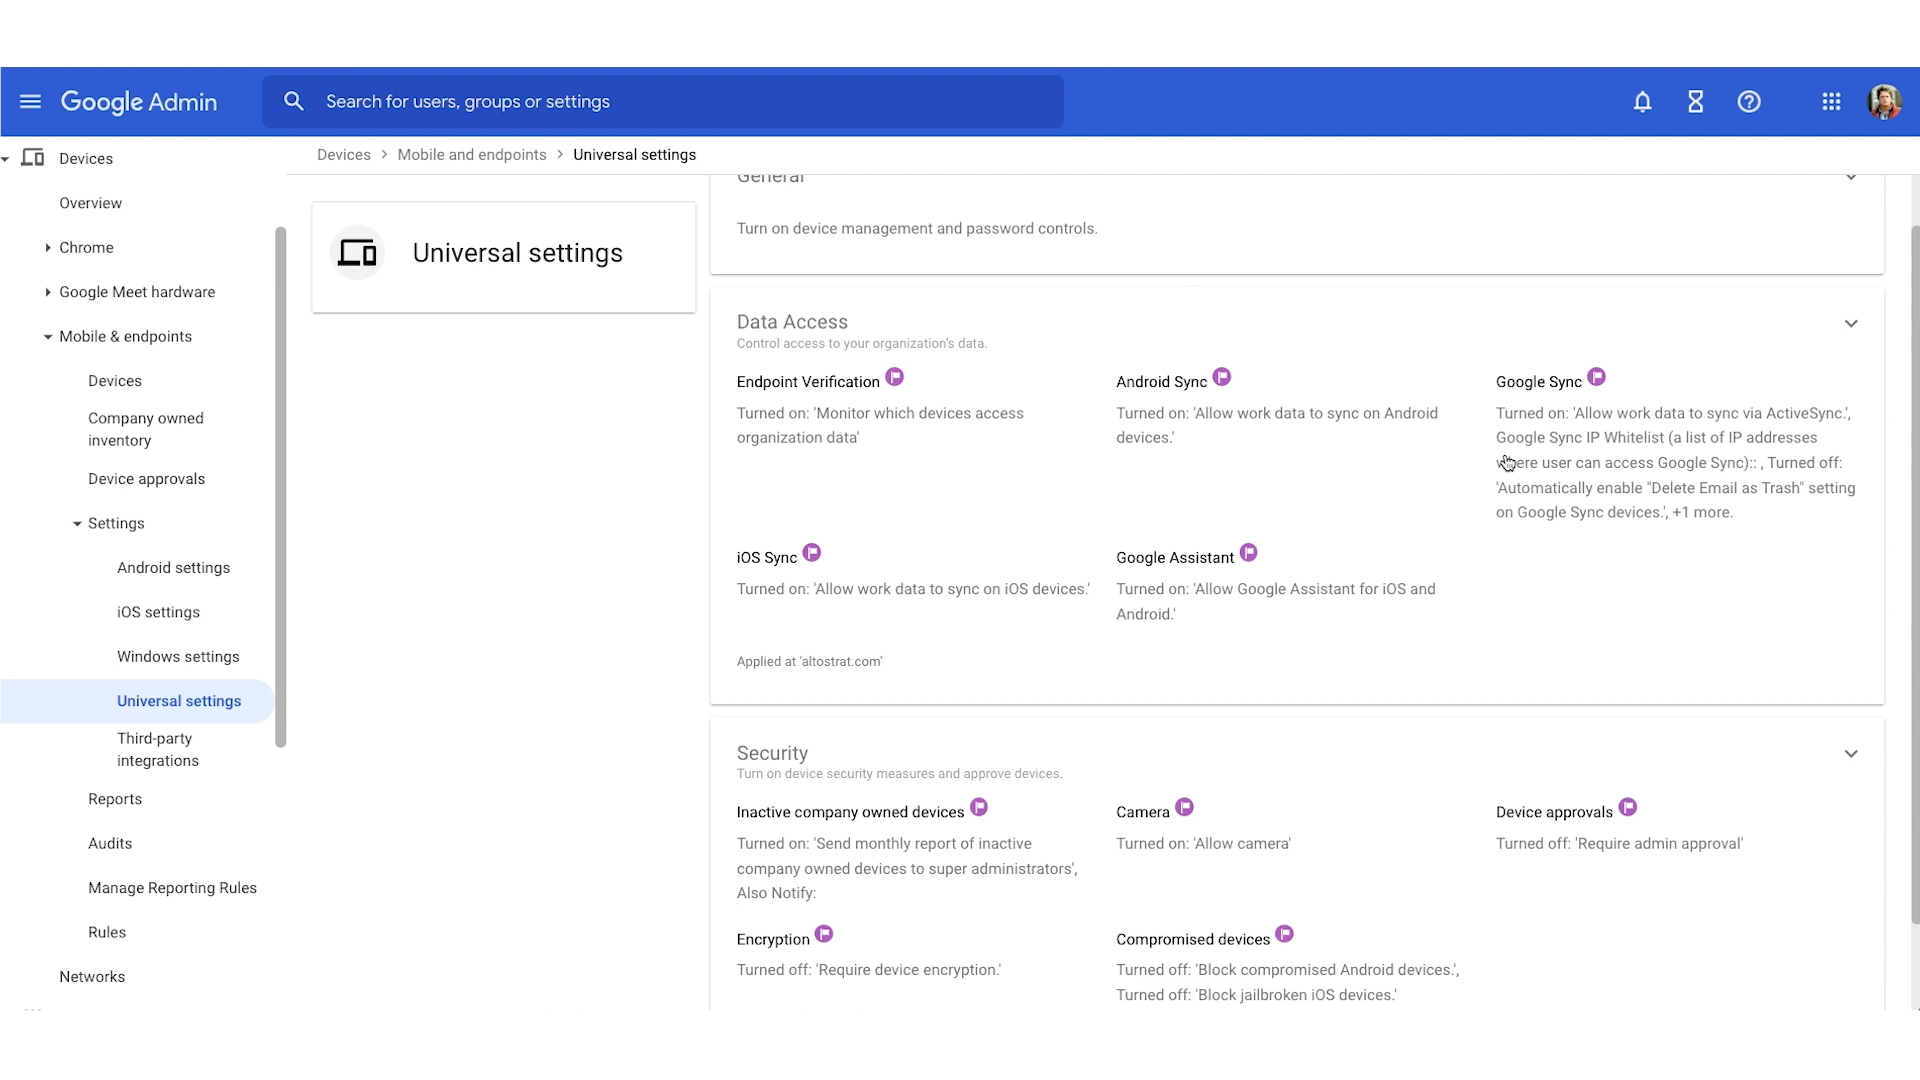 Google Admin
Search for users, groups or settings
Devices
Overview
Chrome
Google Meet hardware
Mobile & endpoints
Devices
Company owned
inventory
Device approvals
Settings
Android settings
iOS settings
Windows settings
Universal settings
Third-party
integrations
Reports
Audits
Manage Reporting Rules
Rules
Networks
Devices > Mobile and endpoints > Universal settings
Universal settings
General
Turn on device management and password controls.
Data Access
Control access to your organization's data.
Endpoint Verification
Turned on: 'Monitor which devices access
organization data'
Android Sync
Turned on: 'Allow work data to sync on Android
devices.'
Google Sync
Turned on: 'Allow work data to sync via ActiveSync.',
Google Sync IP Whitelist (a list of IP addresses
where user can access Google Sync):: , Turned off:
'Automatically enable "Delete Email as Trash" setting
on Google Sync devices.', +1 more.
iOS Sync
Turned on: 'Allow work data to sync on iOS devices.'
Google Assistant
Turned on: 'Allow Google Assistant for iOS and
Android.'
Applied at 'altostrat.com'
Security
Turn on device security measures and approve devices.
Inactive company owned devices
Turned on: 'Send monthly report of inactive
company owned devices to super administrators',
Also Notify:
Camera
Turned on: 'Allow camera'
Device approvals
Turned off: 'Require admin approval'
Encryption
Turned off: 'Require device encryption.'
Compromised devices
Turned off: 'Block compromised Android devices.',
Turned off: 'Block jailbroken iOS devices.'